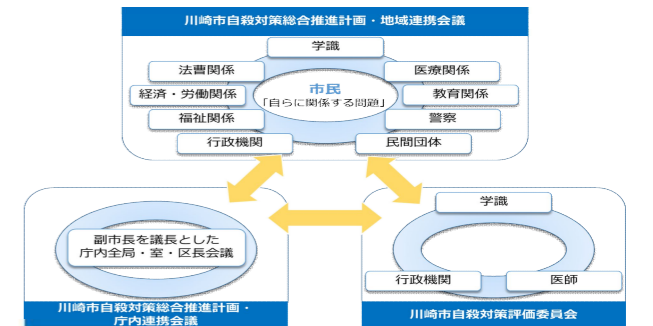 川崎市自殺対策総合推進計画・地域連携会議
学識
法曹関係
医療関係
経済・労働関係
市民
「自らに関係する問題」
教育関係
福祉関係
警察
行政機関
民間団体
副市長を議長とした
庁内全局・室・区長会議
川崎市自殺対策総合推進計画・
庁内連携会議
学識
行政機関
医師
川崎市自殺対策評価委員会